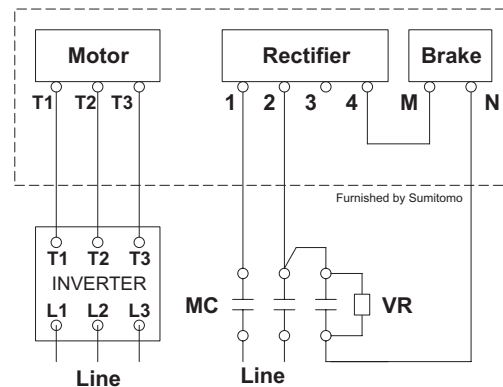 Motor Rectifier Brake
T1 T2 T3 1 2 3 4 M N
Furnished by Sumitomo
T1 T2 T3
INVERTER
L1 L2 L3
MC VR
Line Line